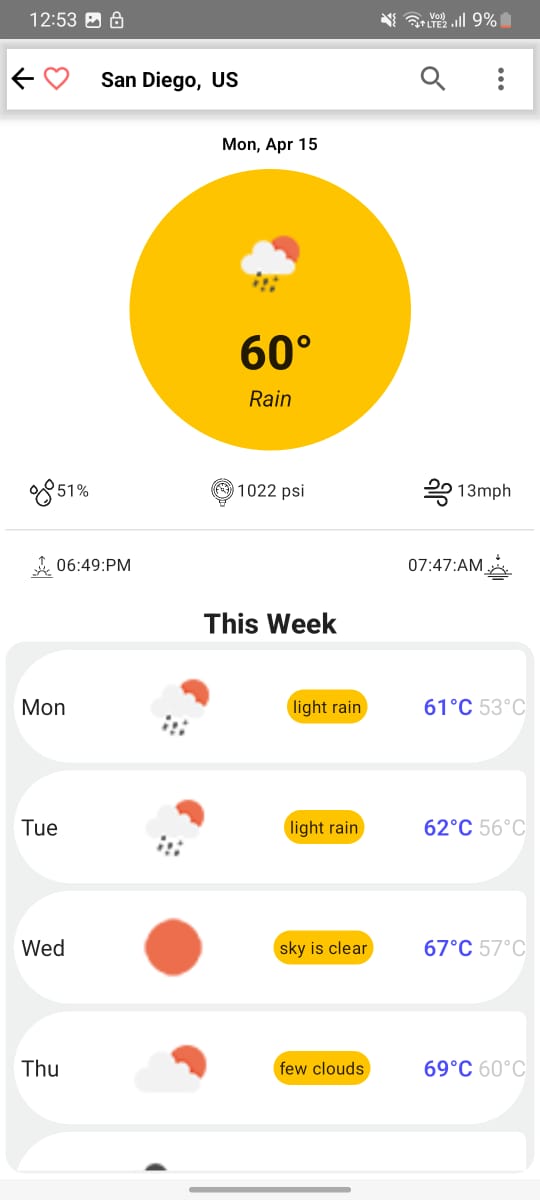 12:53 Vo) LTE2 9%
San Diego, US
Mon, Apr 15
60°
Rain
51% 1022 psi 13mph
06:49:PM 07:47:AM
This Week
Mon light rain 61°C 53°C
Tue light rain 62°C 56°C
Wed sky is clear 67°C 57°C
Thu few clouds 69°C 60°C